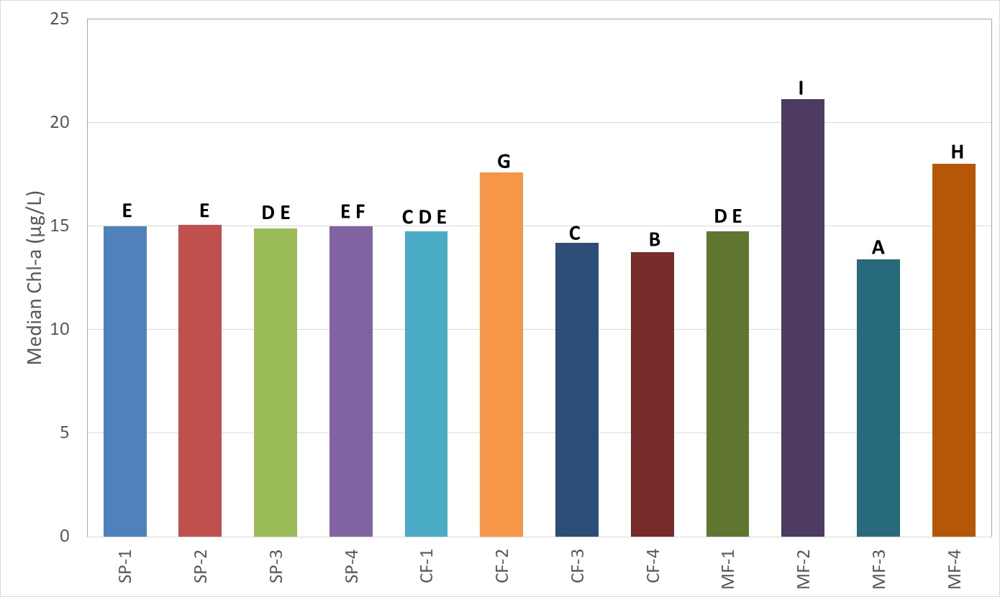 Median Chl-a (µg/L)
25
20
15
10
5
0
E
E
D E
E F
C D E
G
C
B
D E
I
A
H
SP-1
SP-2
SP-3
SP-4
CF-1
CF-2
CF-3
CF-4
MF-1
MF-2
MF-3
MF-4